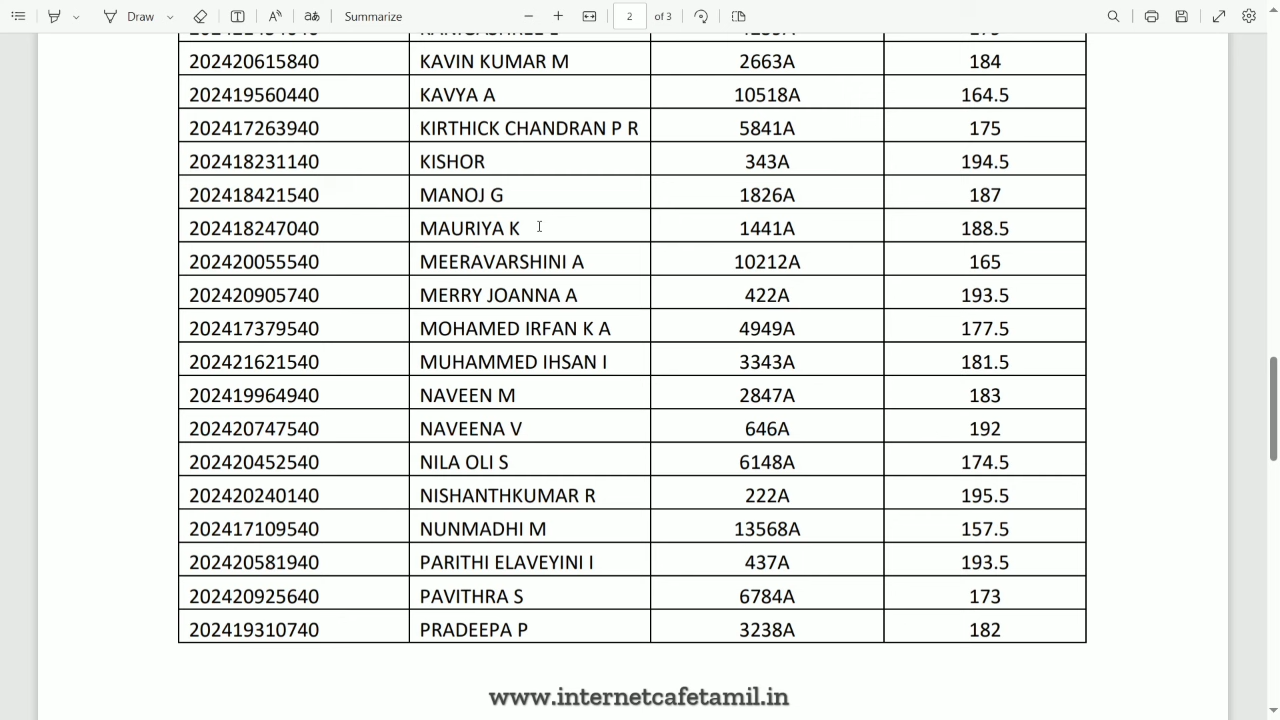 Draw
Summarize
2 of 3
202420615840 KAVIN KUMAR M 2663A 184
202419560440 KAVYA A 10518A 164.5
202417263940 KIRTHICK CHANDRAN P R 5841A 175
202418231140 KISHOR 343A 194.5
202418421540 MANOJ G 1826A 187
202418247040 MAURIYA K 1441A 188.5
202420055540 MEERAVARSHINI A 10212A 165
202420905740 MERRY JOANNA A 422A 193.5
202417379540 MOHAMED IRFAN K A 4949A 177.5
202421621540 MUHAMMED IHSAN I 3343A 181.5
202419964940 NAVEEN M 2847A 183
202420747540 NAVEENA V 646A 192
202420452540 NILA OLI S 6148A 174.5
202420240140 NISHANTHKUMAR R 222A 195.5
202417109540 NUNMADHI M 13568A 157.5
202420581940 PARITHI ELAVEYINI I 437A 193.5
202420925640 PAVITHRA S 6784A 173
202419310740 PRADEEPA P 3238A 182
www.internetcafetamil.in